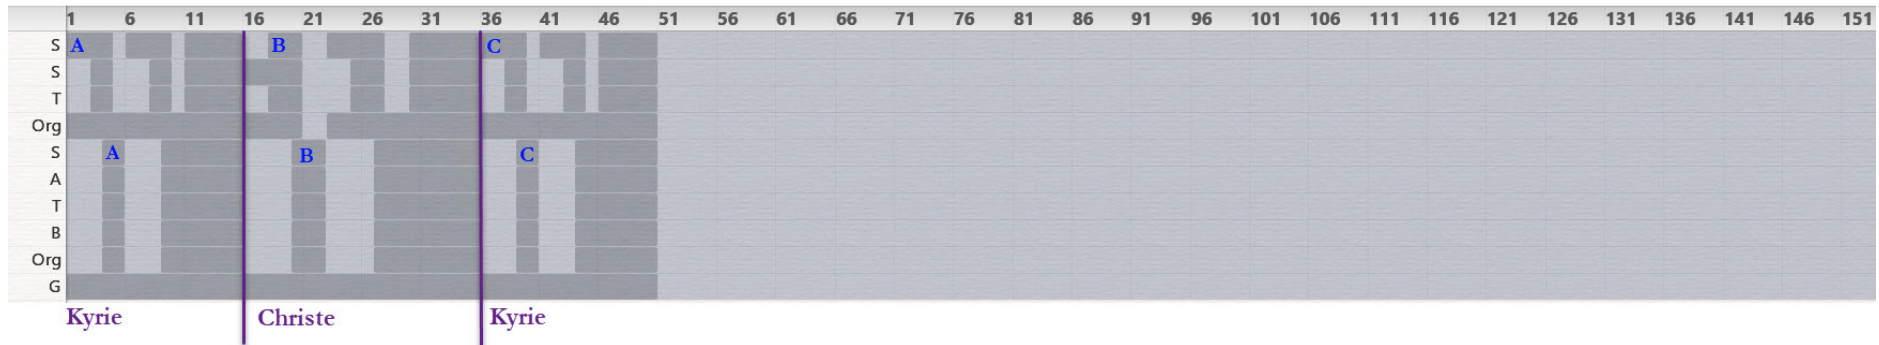 1 6 11 16 21 26 31 36 41 46 51 56 61 66 71 76 81 86 91 96 101 106 111 116 121 126 131 136 141 146 151
S A B C
S
T
Org
S A B C
A
T
B
Org
G
Kyrie Christe Kyrie